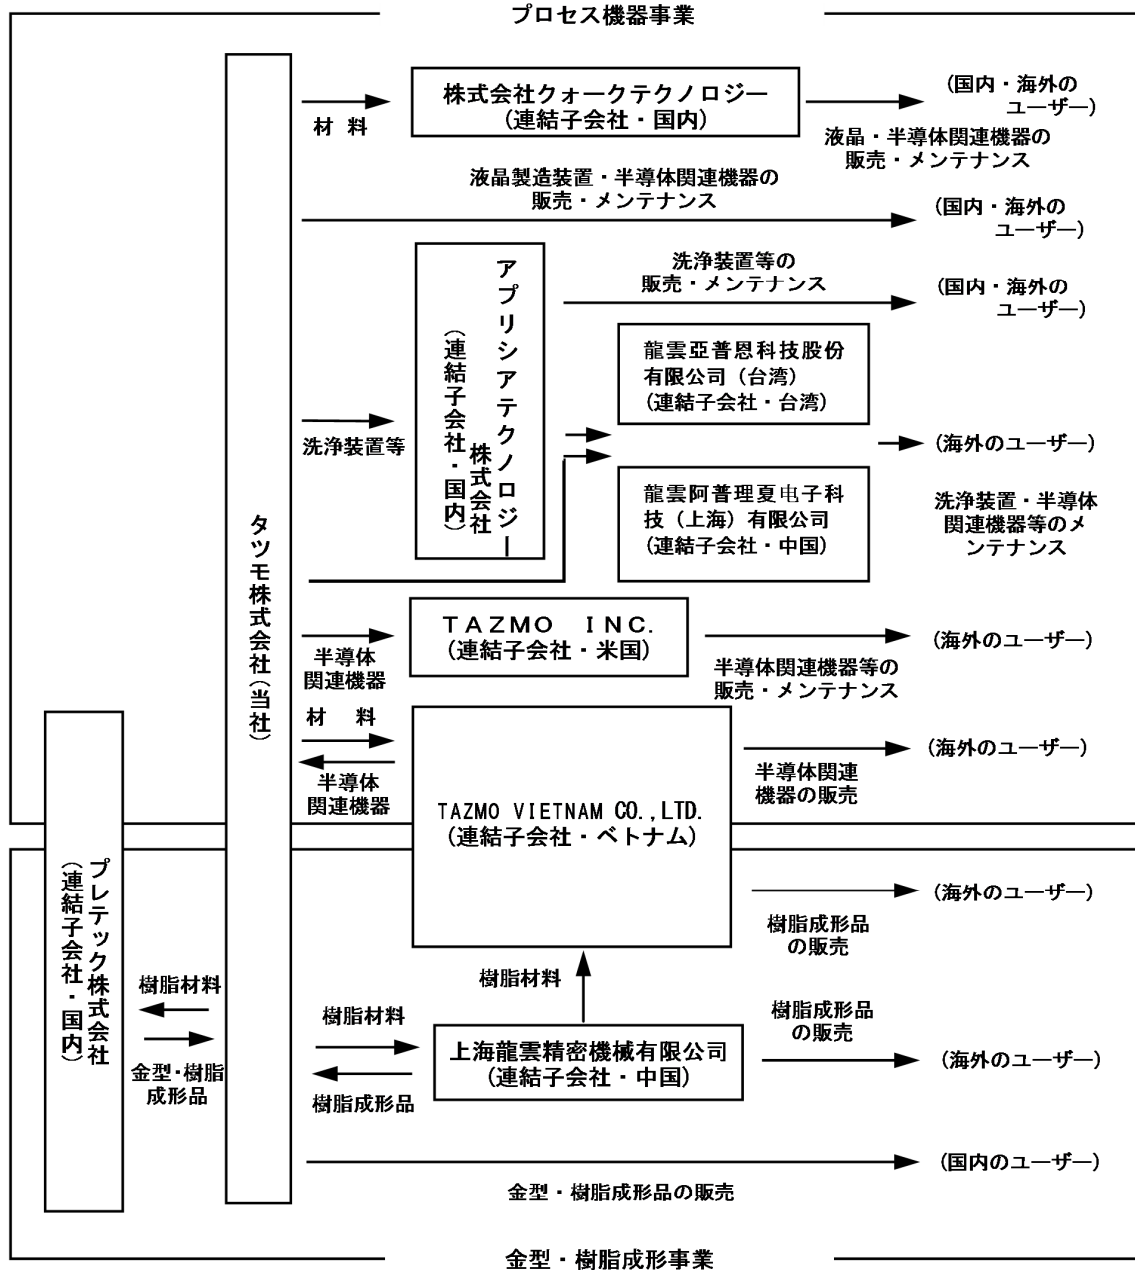 プロセス機器事業
株式会社クォークテクノロジー
(連結子会社・国内)
材 料
(国内・海外の
ユーザー)
液晶・半導体関連機器の
販売・メンテナンス
液晶製造装置・半導体関連機器の
販売・メンテナンス
(国内・海外の
ユーザー)
アプリシアテクノロジー
株式会社
(連結子会社・国内)
洗浄装置等の
販売・メンテナンス
(国内・海外の
ユーザー)
龍雲亞普恩科技股份
有限公司(台湾)
(連結子会社・台湾)
洗浄装置等
(海外のユーザー)
龍雲阿普理夏电子科
技(上海)有限公司
(連結子会社・中国)
洗浄装置・半導体
関連機器等のメ
ンテナンス
タツモ株式会社(当社)
TAZMO INC.
(連結子会社・米国)
半導体
関連機器
(海外のユーザー)
半導体関連機器等の
販売・メンテナンス
材 料
半導体
関連機器
TAZMO VIETNAM CO.,LTD.
(連結子会社・ベトナム)
(海外のユーザー)
半導体関連
機器の販売
(海外のユーザー)
樹脂成形品
の販売
プレテック株式会社
(連結子会社・国内)
樹脂材料
金型・樹脂
成形品
樹脂材料
樹脂材料
樹脂成形品
上海龍雲精密機械有限公司
(連結子会社・中国)
樹脂成形品
の販売
(海外のユーザー)
(国内のユーザー)
金型・樹脂成形品の販売
金型・樹脂成形事業